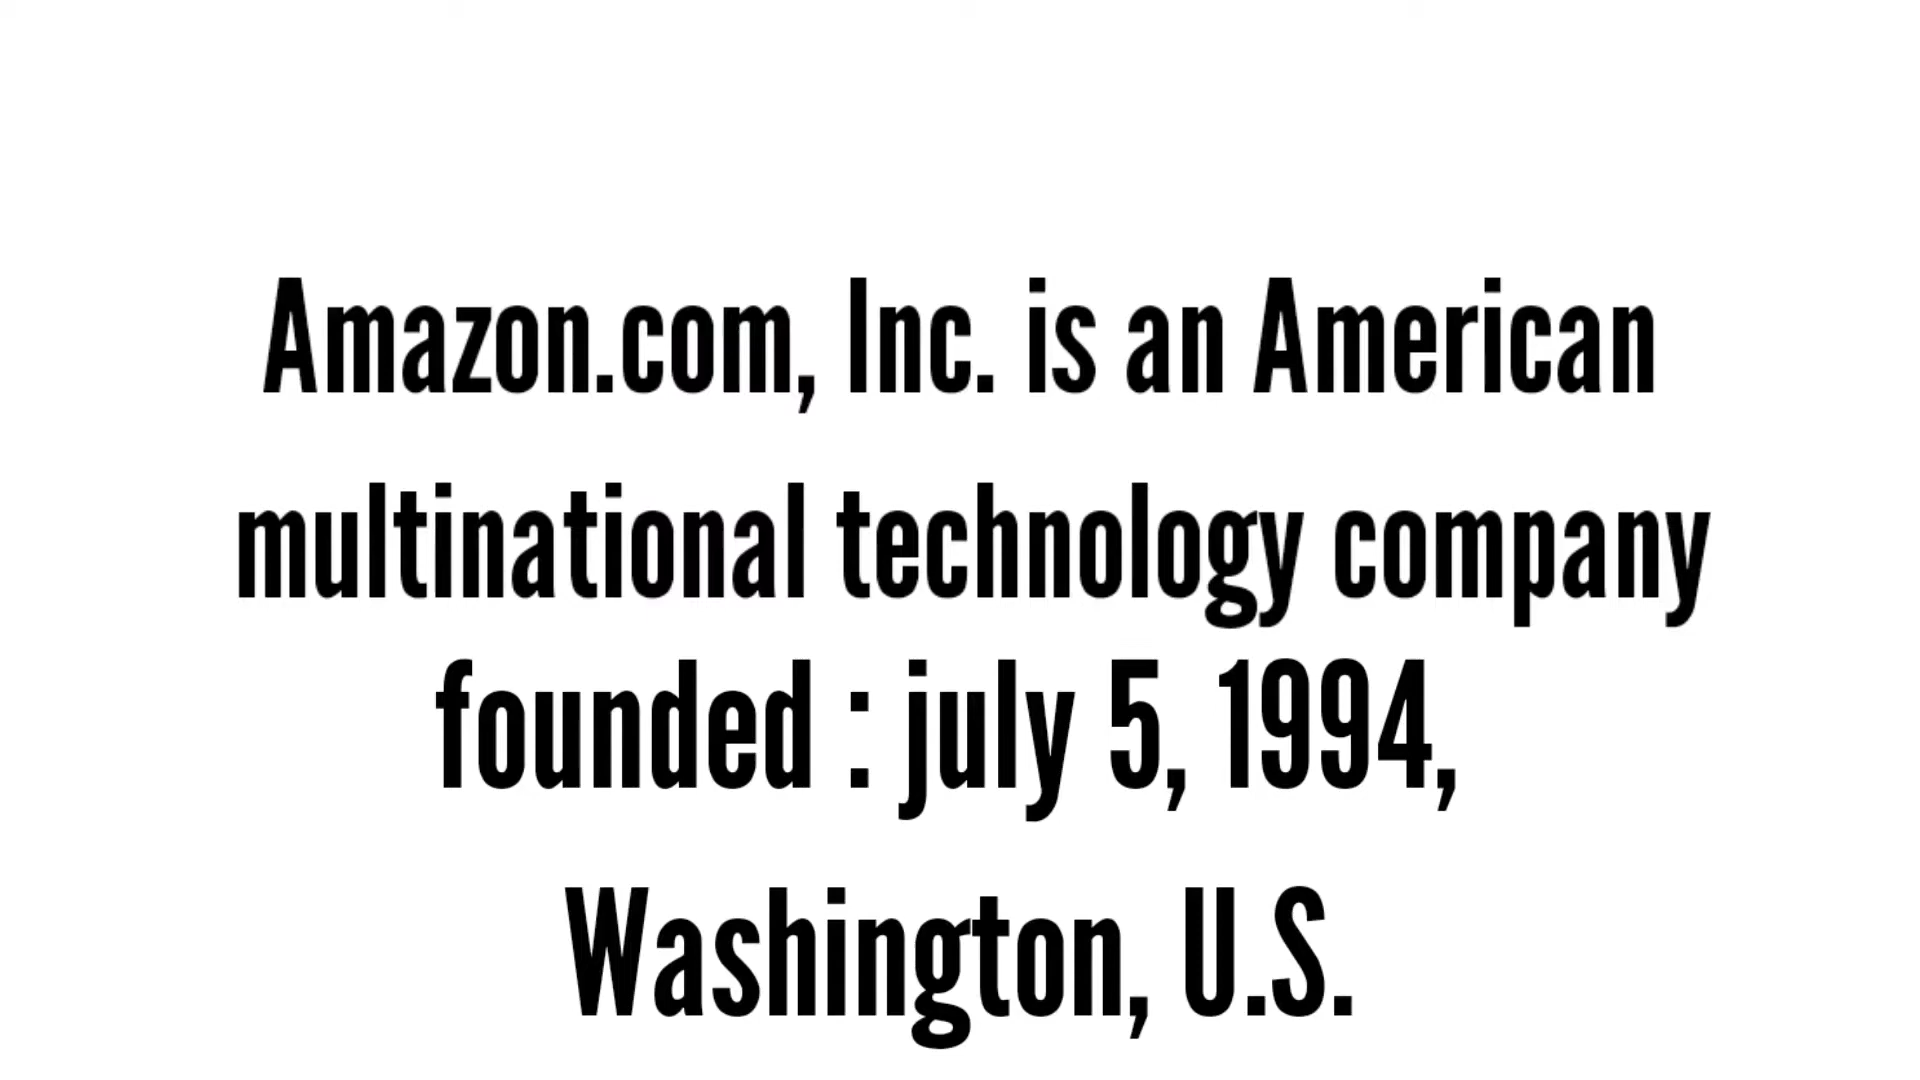 Amazon.com, Inc. is an American
multinational technology company
founded : july 5, 1994,
Washington, U.S.